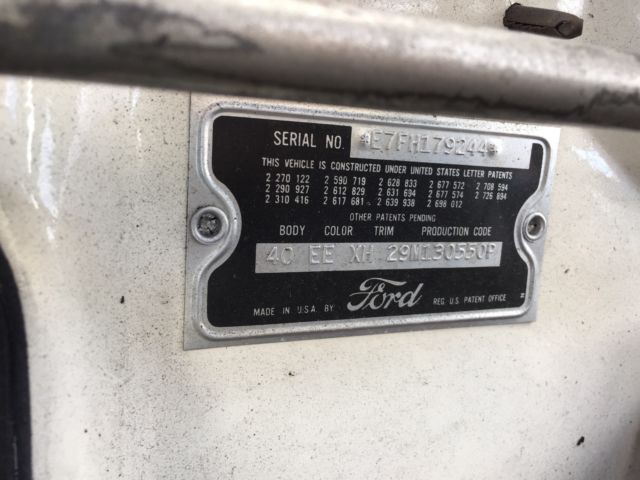 SERIAL NO. *E7FH179244*
THIS VEHICLE IS CONSTRUCTED UNDER UNITED STATES LETTER PATENTS
2 270 122 2 590 719 2 628 833 2 677 572 2 708 594
2 290 927 2 612 829 2 631 694 2 677 574 2 726 894
2 310 416 2 617 681 2 639 938 2 698 012
OTHER PATENTS PENDING
BODY COLOR TRIM PRODUCTION CODE
40 EE XH 29M130550P
MADE IN U.S.A. BY Ford REG. U.S. PATENT OFFICE